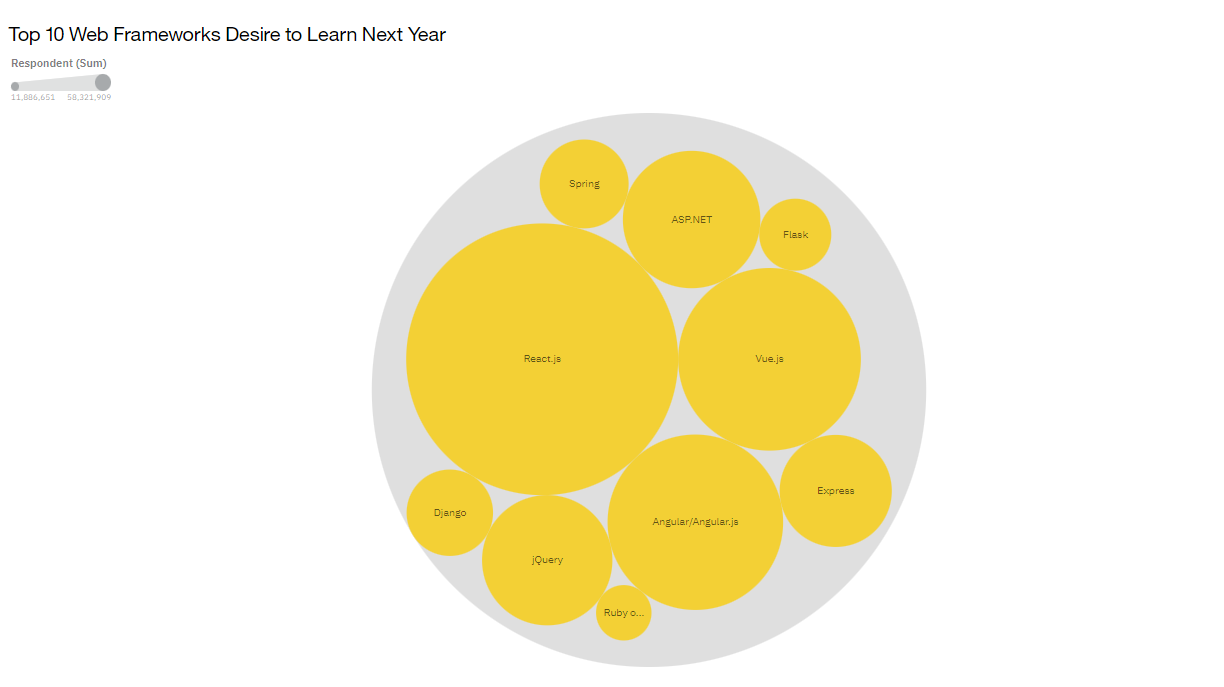 Top 10 Web Frameworks Desire to Learn Next Year
Respondent (Sum)
11,886,651 58,321,909
Spring
ASP.NET
Flask
React.js
Vue.js
Express
Django
Angular/Angular.js
jQuery
Ruby o...